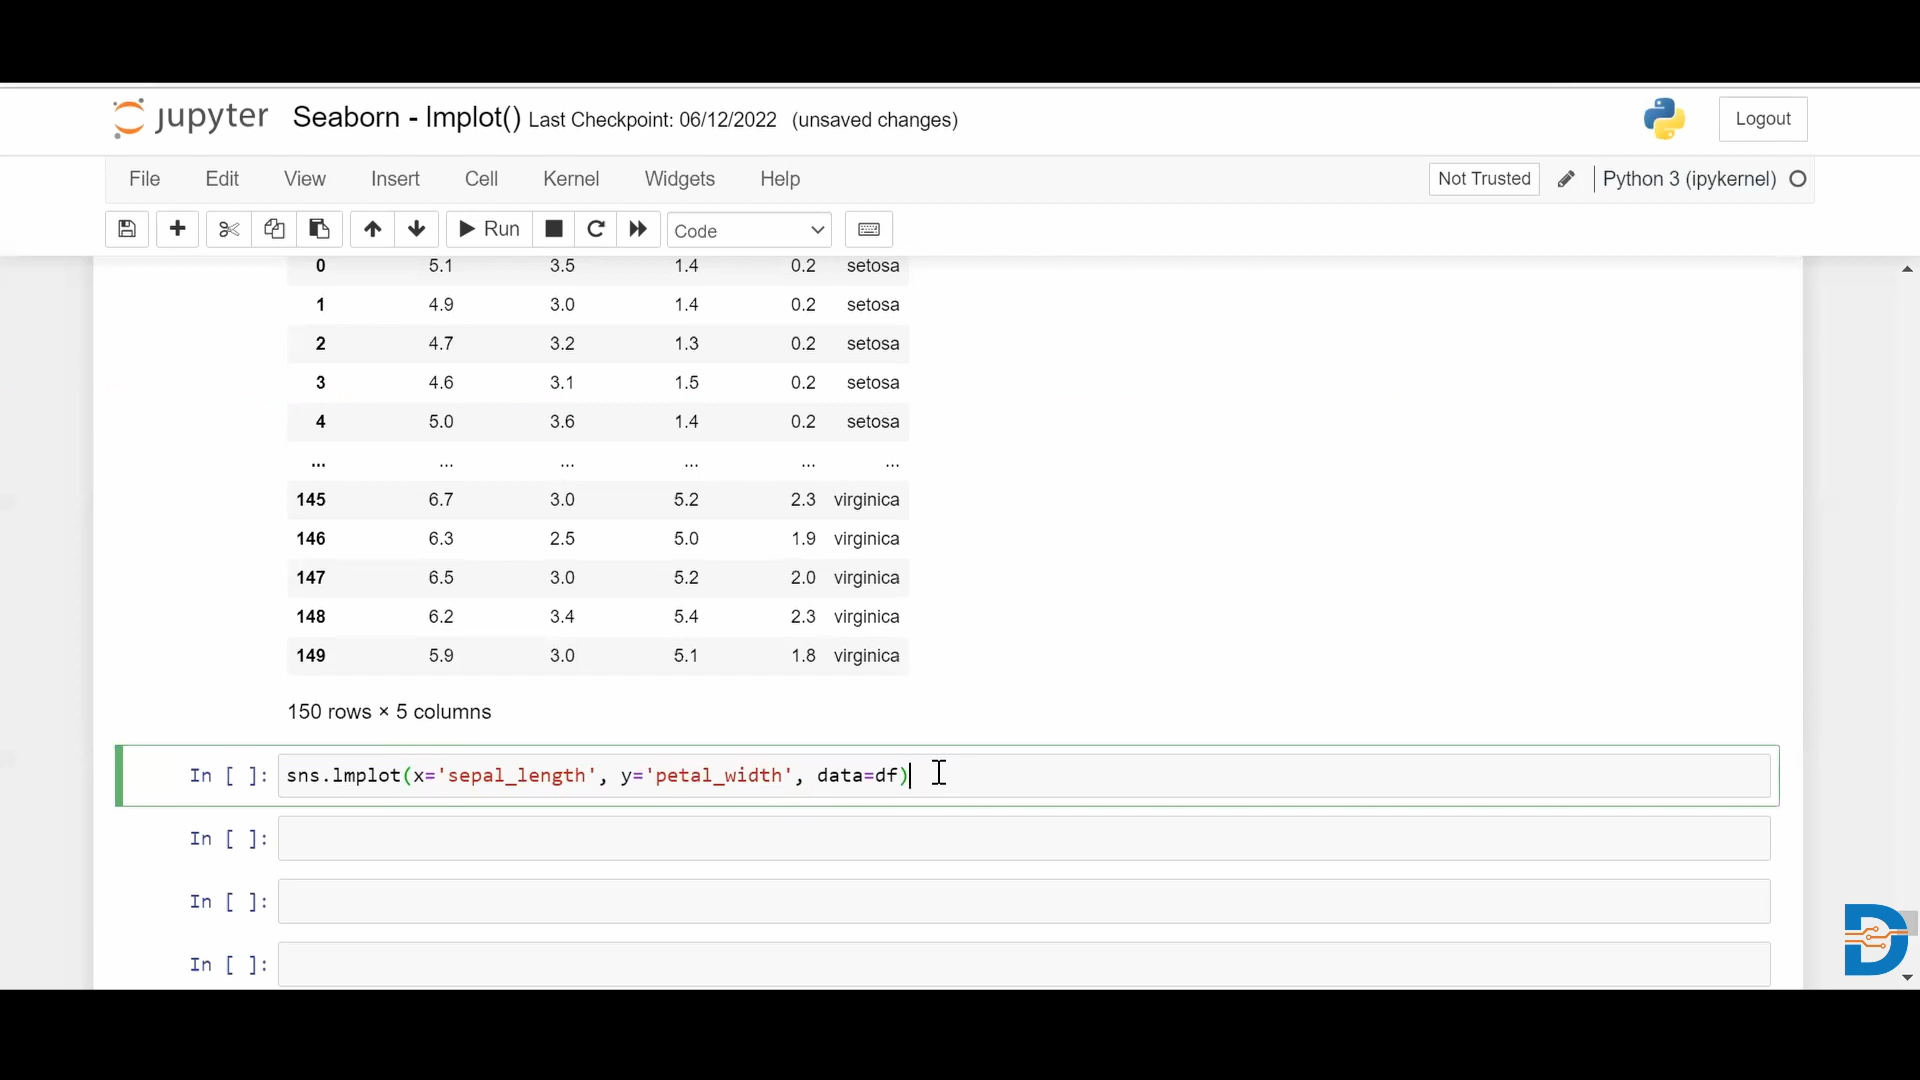 jupyter Seaborn - lmplot() Last Checkpoint: 06/12/2022 (unsaved changes) Logout
File Edit View Insert Cell Kernel Widgets Help Not Trusted Python 3 (ipykernel)
Run Code
0 5.1 3.5 1.4 0.2 setosa
1 4.9 3.0 1.4 0.2 setosa
2 4.7 3.2 1.3 0.2 setosa
3 4.6 3.1 1.5 0.2 setosa
4 5.0 3.6 1.4 0.2 setosa
... ... ... ... ... ...
145 6.7 3.0 5.2 2.3 virginica
146 6.3 2.5 5.0 1.9 virginica
147 6.5 3.0 5.2 2.0 virginica
148 6.2 3.4 5.4 2.3 virginica
149 5.9 3.0 5.1 1.8 virginica
150 rows × 5 columns
In [ ]: sns.lmplot(x='sepal_length', y='petal_width', data=df)
In [ ]:
In [ ]:
In [ ]: